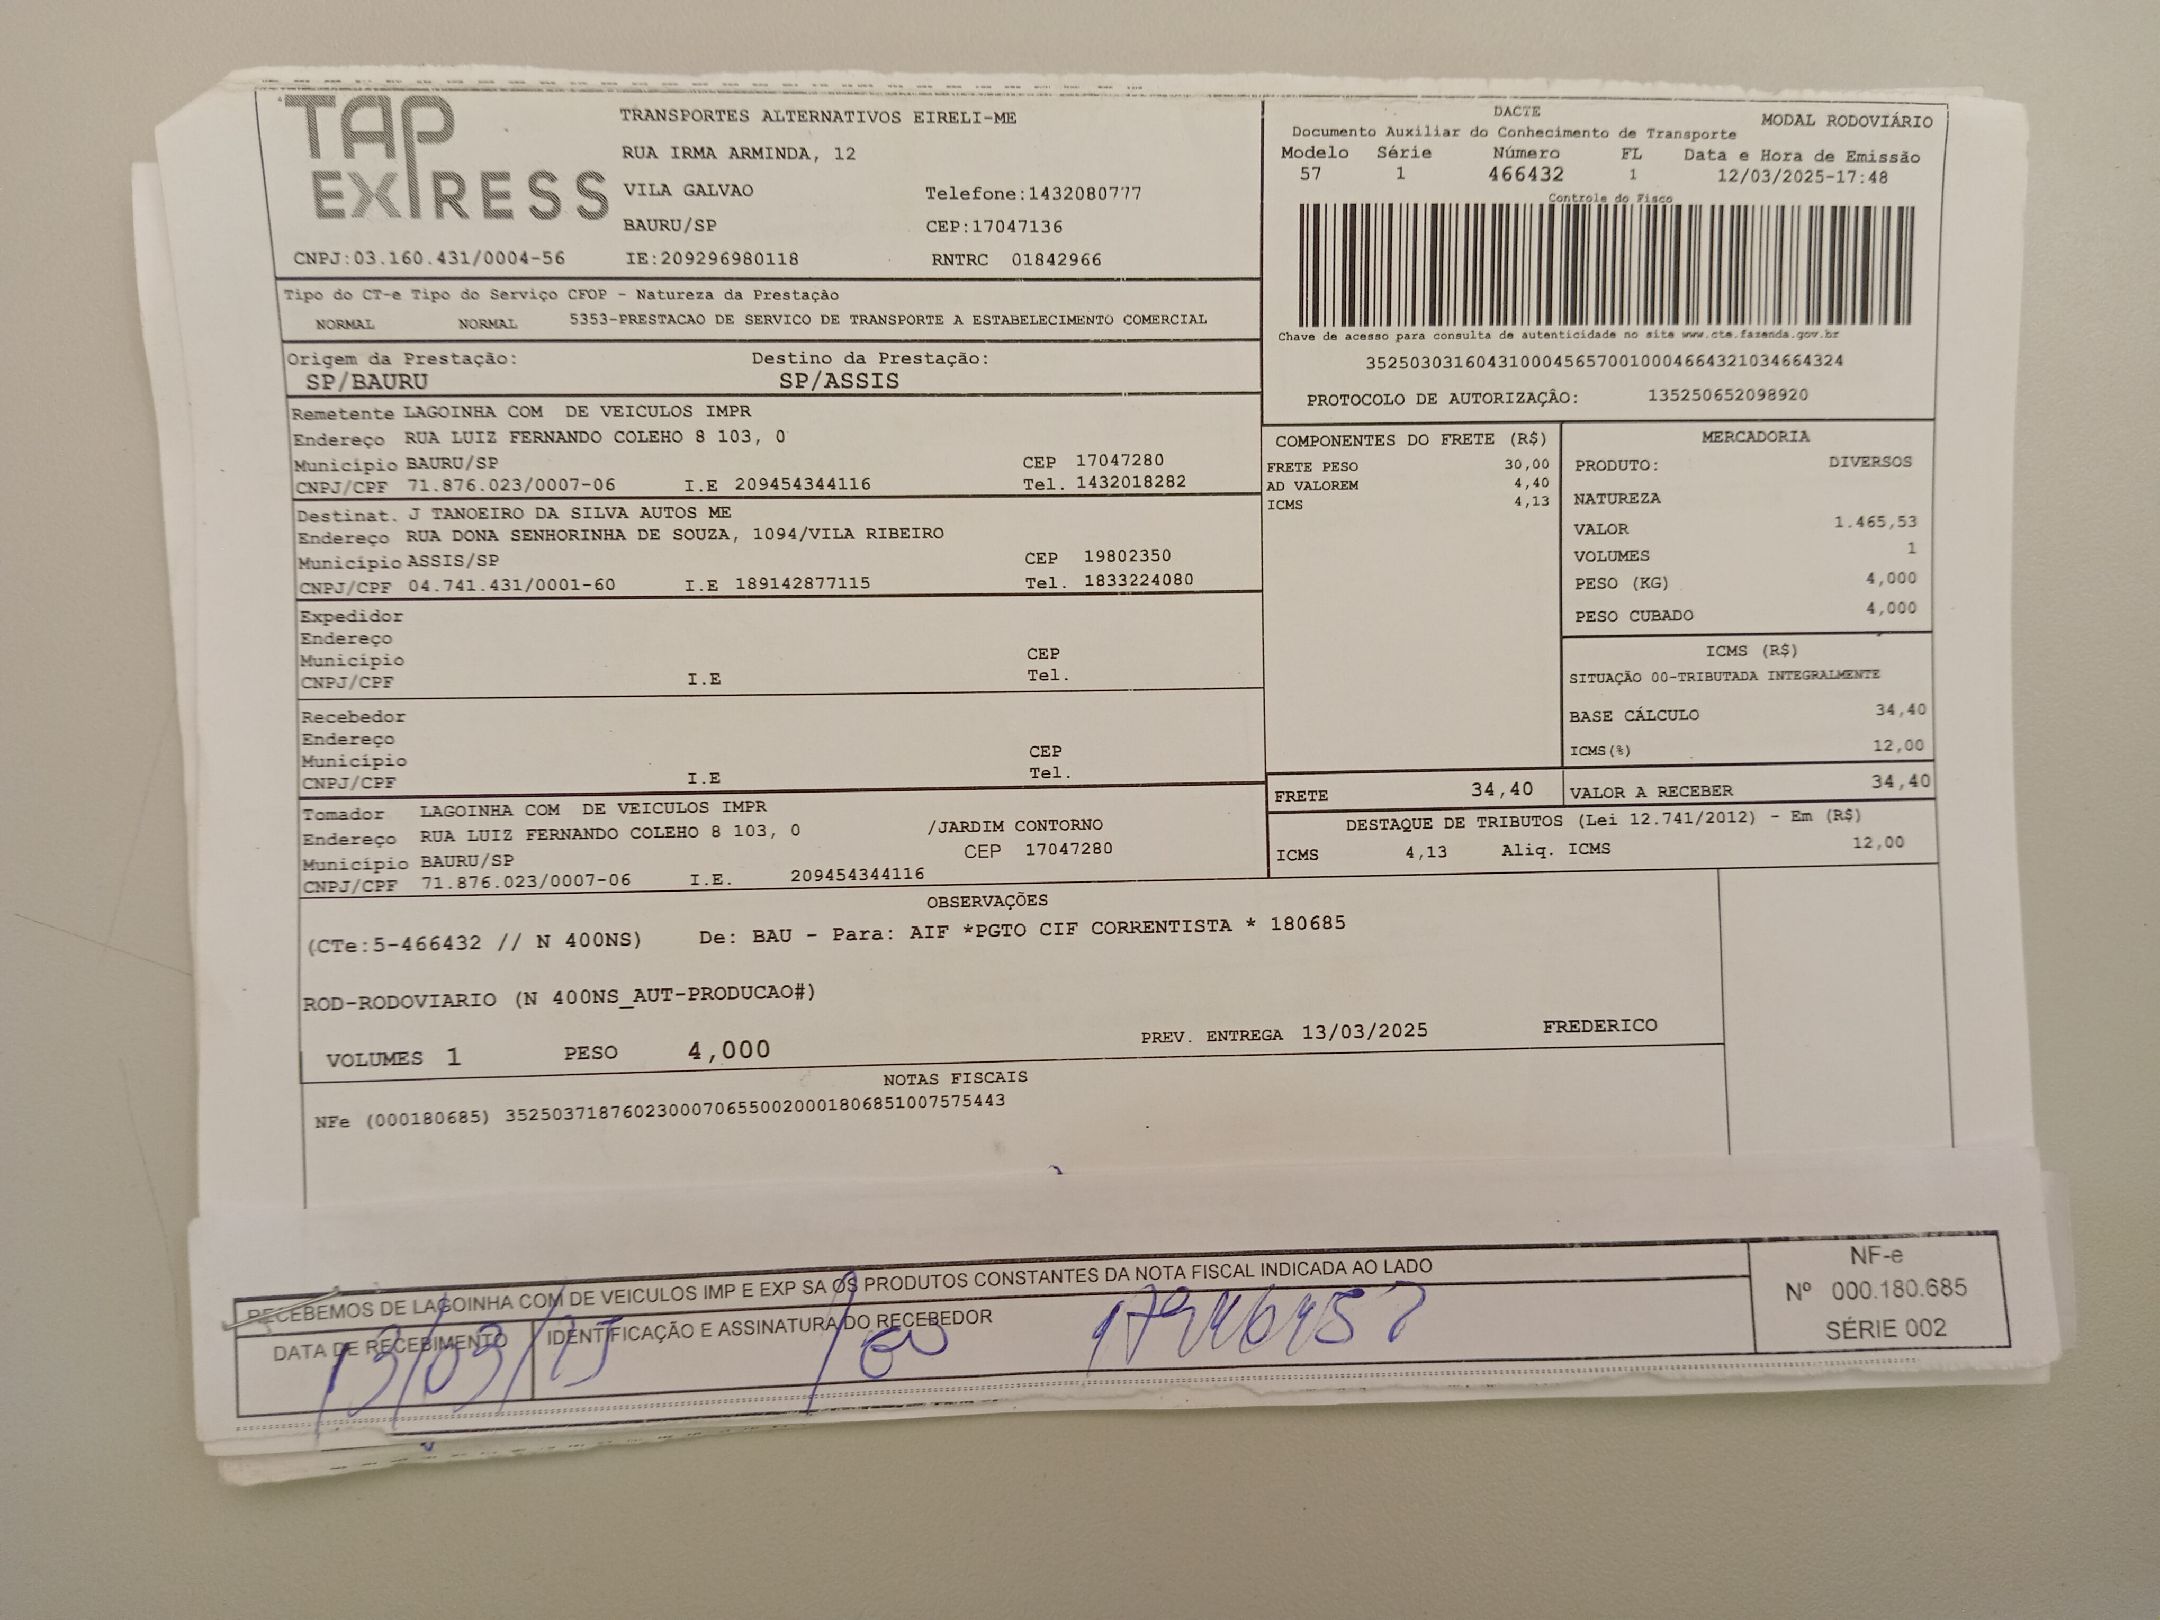 TAP EXPRESS
TRANSPORTES ALTERNATIVOS EIRELI-ME
RUA IRMA ARMINDA, 12
VILA GALVAO Telefone:1432080777
BAURU/SP CEP:17047136
CNPJ:03.160.431/0004-56 IE:209296980118 RNTRC 01842966
DACTE
Documento Auxiliar do Conhecimento de Transporte MODAL RODOVIÁRIO
Modelo Série Número FL Data e Hora de Emissão
57 1 466432 1 12/03/2025-17:48
Controle do Fisco
Chave de acesso para consulta de autenticidade no site www.cte.fazenda.gov.br
35250303160431000456570010004664321034664324
PROTOCOLO DE AUTORIZAÇÃO: 135250652098920
Tipo do CT-e Tipo do Serviço CFOP - Natureza da Prestação
NORMAL NORMAL 5353-PRESTACAO DE SERVICO DE TRANSPORTE A ESTABELECIMENTO COMERCIAL
Origem da Prestação: Destino da Prestação:
SP/BAURU SP/ASSIS
Remetente LAGOINHA COM DE VEICULOS IMPR
Endereço RUA LUIZ FERNANDO COLEHO 8 103, 0
Município BAURU/SP CEP 17047280
CNPJ/CPF 71.876.023/0007-06 I.E 209454344116 Tel. 1432018282
Destinat. J TANOEIRO DA SILVA AUTOS ME
Endereço RUA DONA SENHORINHA DE SOUZA, 1094/VILA RIBEIRO
Município ASSIS/SP CEP 19802350
CNPJ/CPF 04.741.431/0001-60 I.E 189142877115 Tel. 1833224080
Expedidor
Endereço
Município CEP
CNPJ/CPF I.E Tel.
Recebedor
Endereço
Município CEP
CNPJ/CPF I.E Tel.
Tomador LAGOINHA COM DE VEICULOS IMPR
Endereço RUA LUIZ FERNANDO COLEHO 8 103, 0 /JARDIM CONTORNO
Município BAURU/SP CEP 17047280
CNPJ/CPF 71.876.023/0007-06 I.E. 209454344116
COMPONENTES DO FRETE (R$)
FRETE PESO 30,00
AD VALOREM 4,40
ICMS 4,13
MERCADORIA
PRODUTO: DIVERSOS
NATUREZA
VALOR 1.465,53
VOLUMES 1
PESO (KG) 4,000
PESO CUBADO 4,000
ICMS (R$)
SITUAÇÃO 00-TRIBUTADA INTEGRALMENTE
BASE CÁLCULO 34,40
ICMS(%) 12,00
FRETE 34,40 VALOR A RECEBER 34,40
DESTAQUE DE TRIBUTOS (Lei 12.741/2012) - Em (R$)
ICMS 4,13 Aliq. ICMS 12,00
OBSERVAÇÕES
(CTe:5-466432 // N 400NS) De: BAU - Para: AIF *PGTO CIF CORRENTISTA * 180685
ROD-RODOVIARIO (N 400NS_AUT-PRODUCAO#)
VOLUMES 1 PESO 4,000 PREV. ENTREGA 13/03/2025 FREDERICO
NOTAS FISCAIS
NFe (000180685) 35250371876023000706550020001806851007575443
RECEBEMOS DE LAGOINHA COM DE VEICULOS IMP E EXP SA OS PRODUTOS CONSTANTES DA NOTA FISCAL INDICADA AO LADO
DATA DE RECEBIMENTO IDENTIFICAÇÃO E ASSINATURA DO RECEBEDOR
13/03/25
NF-e
Nº 000.180.685
SÉRIE 002